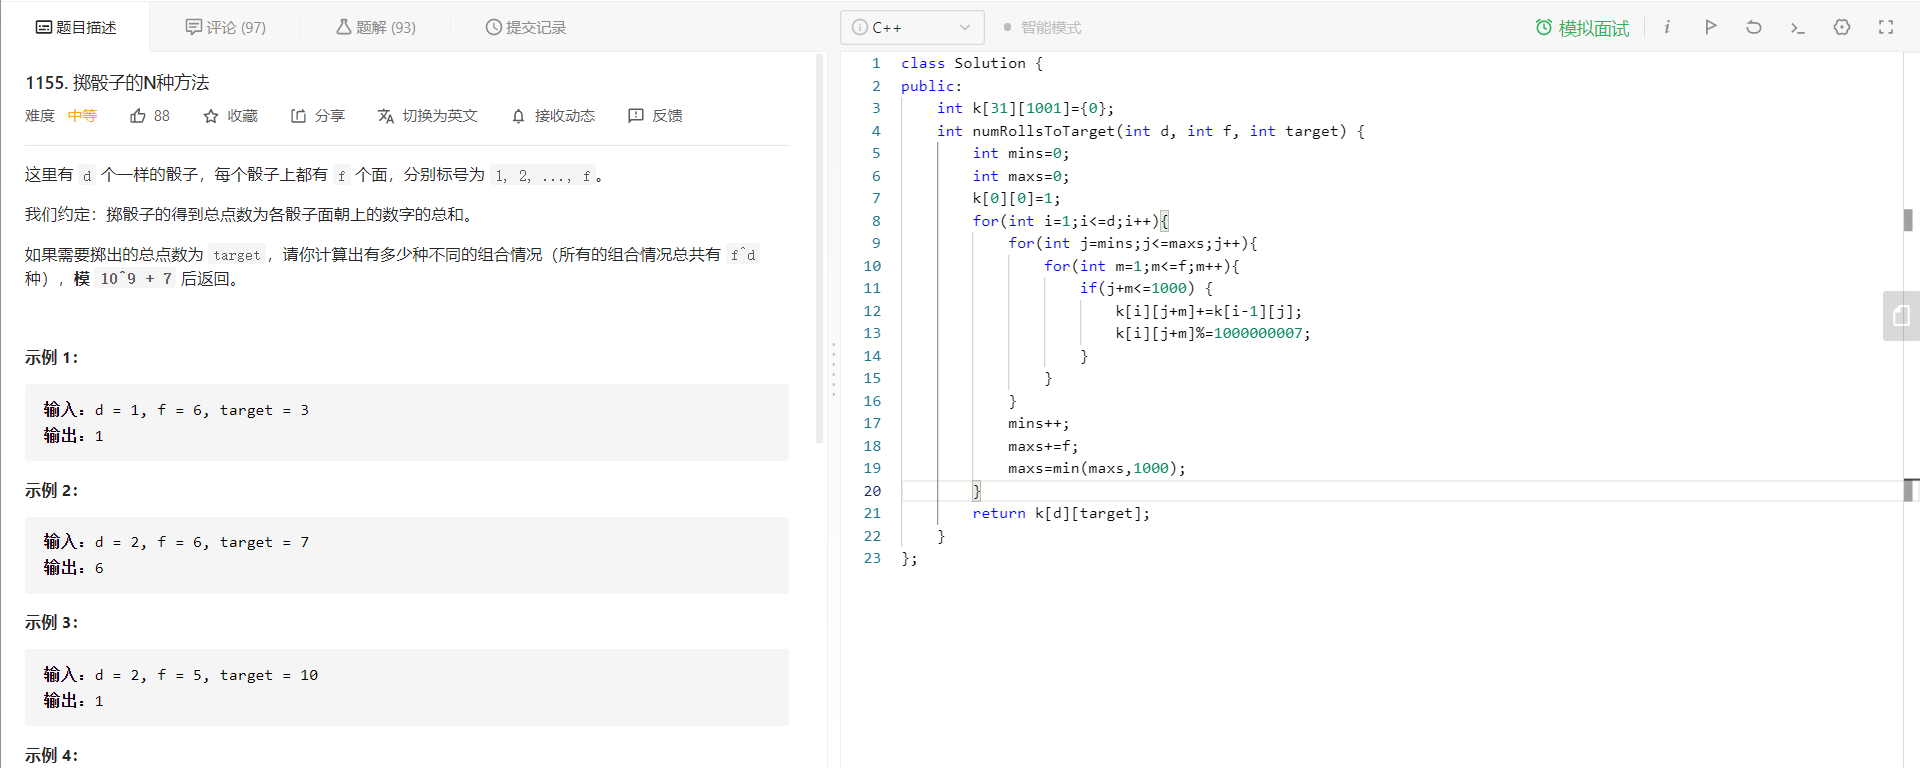 题目描述
评论 (97)
题解 (93)
提交记录
1155. 掷骰子的N种方法
难度 中等 88 收藏 分享 切换为英文 接收动态 反馈
这里有 d 个一样的骰子，每个骰子上都有 f 个面，分别标号为 1, 2, ..., f 。
我们约定：掷骰子的得到总点数为各骰子面朝上的数字的总和。
如果需要掷出的总点数为 target ，请你计算出有多少种不同的组合情况（所有的组合情况总共有 f^d
种），模 10^9 + 7 后返回。
示例 1：
输入：d = 1, f = 6, target = 3
输出：1
示例 2：
输入：d = 2, f = 6, target = 7
输出：6
示例 3：
输入：d = 2, f = 5, target = 10
输出：1
示例 4：
C++
智能模式
模拟面试
1 class Solution {
2 public:
3     int k[31][1001]={0};
4     int numRollsToTarget(int d, int f, int target) {
5         int mins=0;
6         int maxs=0;
7         k[0][0]=1;
8         for(int i=1;i<=d;i++){
9             for(int j=mins;j<=maxs;j++){
10                 for(int m=1;m<=f;m++){
11                     if(j+m<=1000) {
12                         k[i][j+m]+=k[i-1][j];
13                         k[i][j+m]%=1000000007;
14                     }
15                 }
16             }
17             mins++;
18             maxs+=f;
19             maxs=min(maxs,1000);
20         }
21         return k[d][target];
22     }
23 };